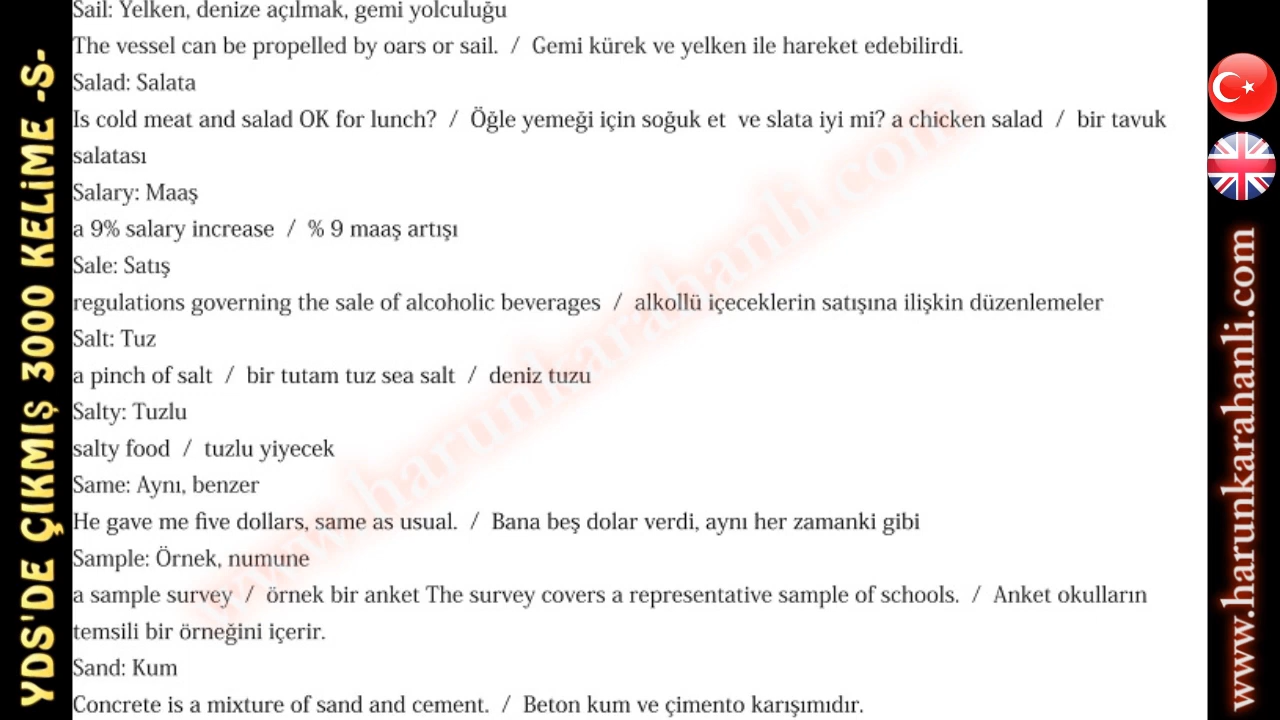 YDS'DE ÇIKMIŞ 3000 KELİME -S-
Sail: Yelken, denize açılmak, gemi yolculuğu
The vessel can be propelled by oars or sail.  /  Gemi kürek ve yelken ile hareket edebilirdi.
Salad: Salata
Is cold meat and salad OK for lunch?  /  Öğle yemeği için soğuk et  ve slata iyi mi? a chicken salad  /  bir tavuk
salatası
Salary: Maaş
a 9% salary increase  /  % 9 maaş artışı
Sale: Satış
regulations governing the sale of alcoholic beverages  /  alkollü içeceklerin satışına ilişkin düzenlemeler
Salt: Tuz
a pinch of salt  /  bir tutam tuz sea salt  /  deniz tuzu
Salty: Tuzlu
salty food  /  tuzlu yiyecek
Same: Aynı, benzer
He gave me five dollars, same as usual.  /  Bana beş dolar verdi, aynı her zamanki gibi
Sample: Örnek, numune
a sample survey  /  örnek bir anket The survey covers a representative sample of schools.  /  Anket okulların
temsili bir örneğini içerir.
Sand: Kum
Concrete is a mixture of sand and cement.  /  Beton kum ve çimento karışımıdır.
www.harunkarahanli.com
www.harunkarahanli.com